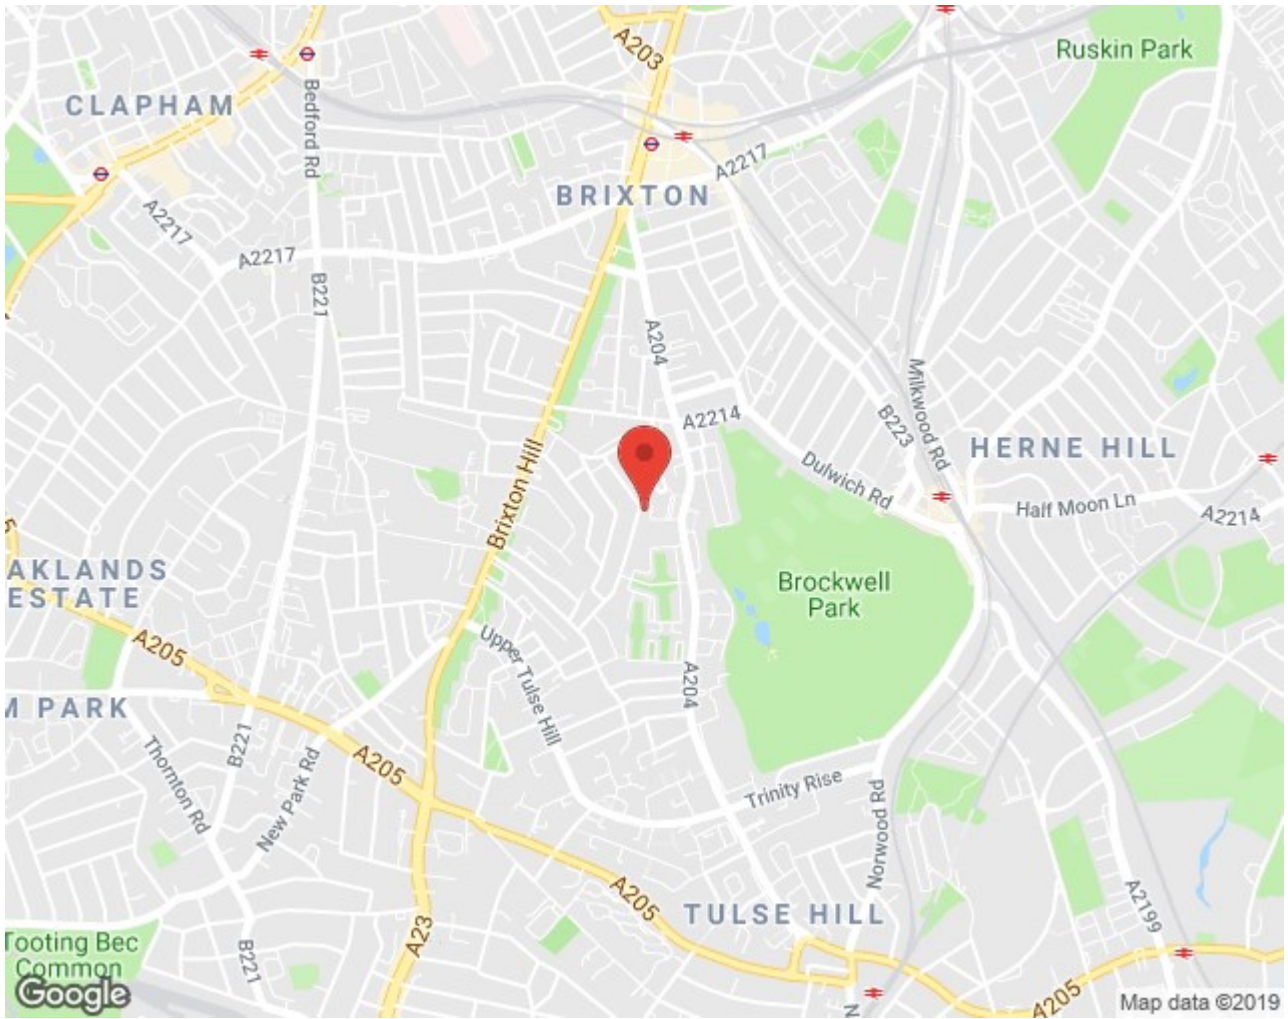 Ruskin Park
A203
CLAPHAM
Bedford Rd
A2217
BRIXTON
A2217
A2217
B221
A204
Milkwood Rd
A2214
B223
HERNE HILL
Brixton Hill
Dulwich Rd
Half Moon Ln
A2214
AKLANDS
ESTATE
Brockwell
Park
A205
Upper Tulse Hill
A204
M PARK
B221
Thornton Rd
New Park Rd
A205
Trinity Rise
Norwood Rd
A205
TULSE HILL
A2199
A23
Tooting Bec
Common
B221
A205
N
Google
Map data ©2019